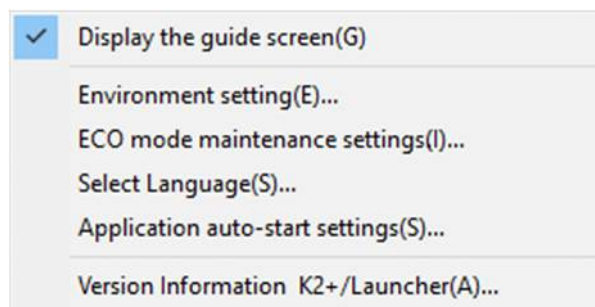 Display the guide screen(G)
Environment setting(E)...
ECO mode maintenance settings(I)...
Select Language(S)...
Application auto-start settings(S)...
Version Information  K2+/Launcher(A)...